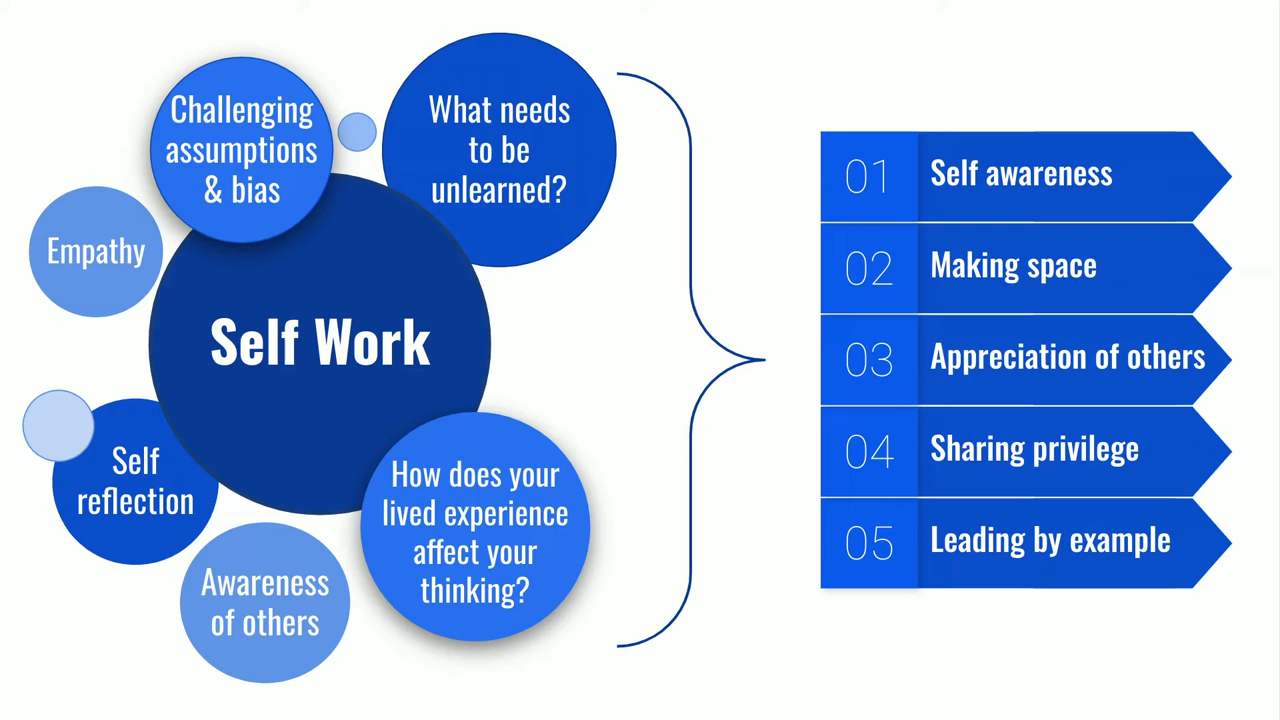 Challenging
assumptions
& bias
What needs
to be
unlearned?
Empathy
Self Work
Self
reflection
Awareness
of others
How does your
lived experience
affect your
thinking?
01 Self awareness
02 Making space
03 Appreciation of others
04 Sharing privilege
05 Leading by example